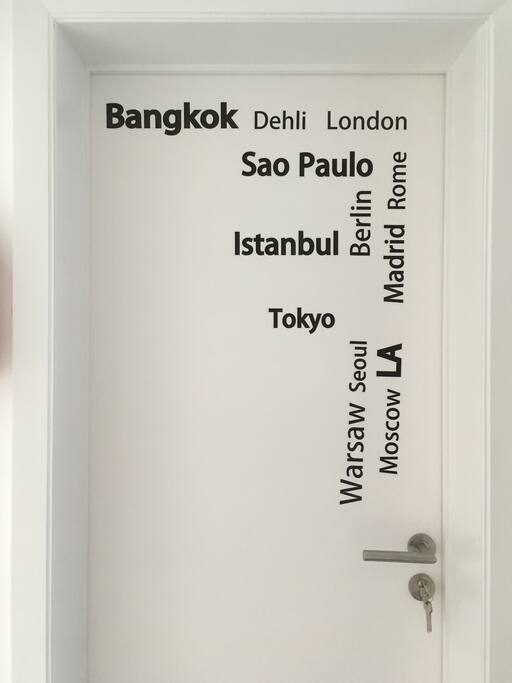 Bangkok Dehli London
Sao Paulo
Rome
Berlin
Istanbul
Madrid
Tokyo
Seoul
LA
Warsaw
Moscow